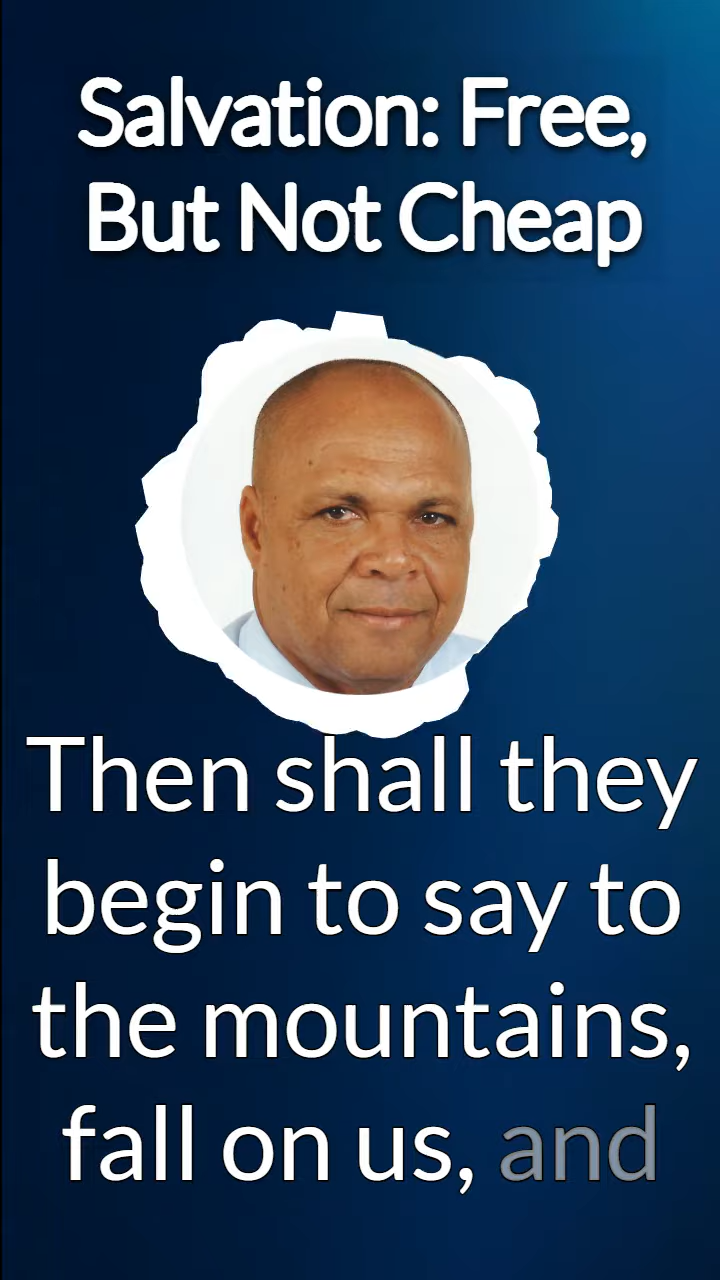 Salvation: Free,
But Not Cheap
Then shall they
begin to say to
the mountains,
fall on us, and